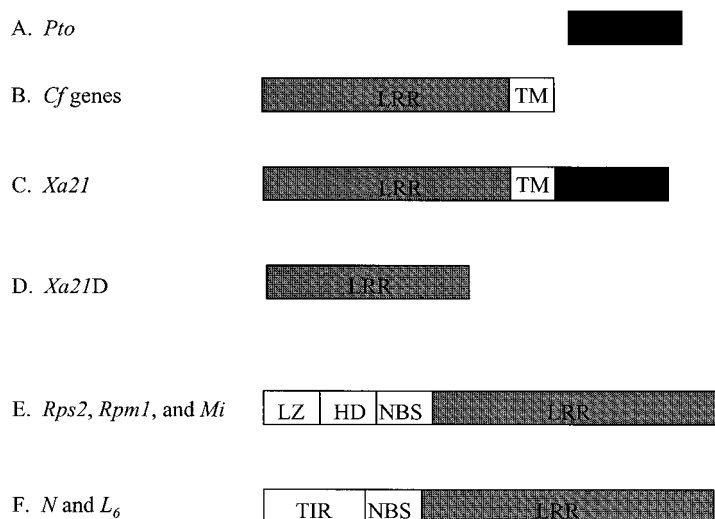 A. Pto
B. Cf genes
LRR TM
C. Xa21
LRR TM
D. Xa21D
LRR
E. Rps2, Rpm1, and Mi
LZ HD NBS LRR
F. N and L6
TIR NBS LRR